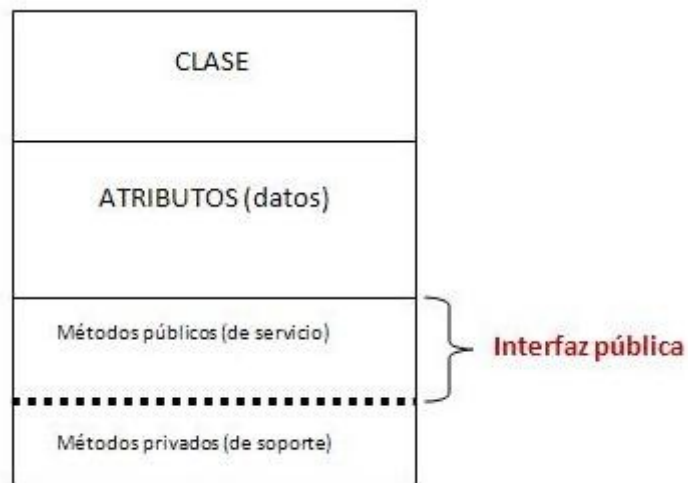 CLASE
ATRIBUTOS (datos)
Métodos públicos (de servicio)
Interfaz pública
Métodos privados (de soporte)